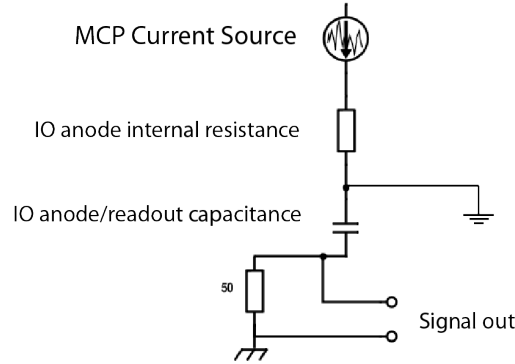 MCP Current Source
IO anode internal resistance
IO anode/readout capacitance
50
Signal out